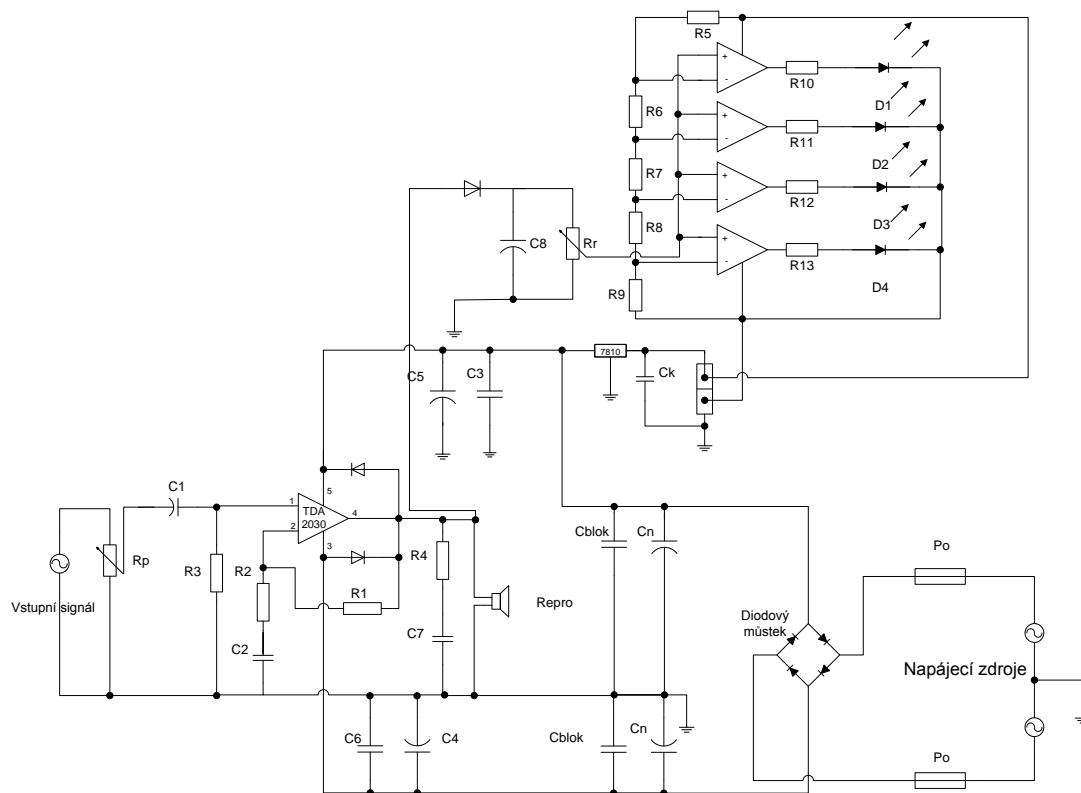 R5
+
-
R10
R6
D1
+
-
R11
R7
D2
+
-
R12
R8
D3
C8
Rr
+
-
R13
R9
D4
7810
C5
C3
Ck
C1
5
1
TDA
2030
4
2
3
Cblok
Cn
Rp
R3
R2
R4
Po
Vstupní signál
R1
Repro
Diodový
můstek
C2
C7
Napájecí zdroje
C6
C4
Cblok
Cn
Po